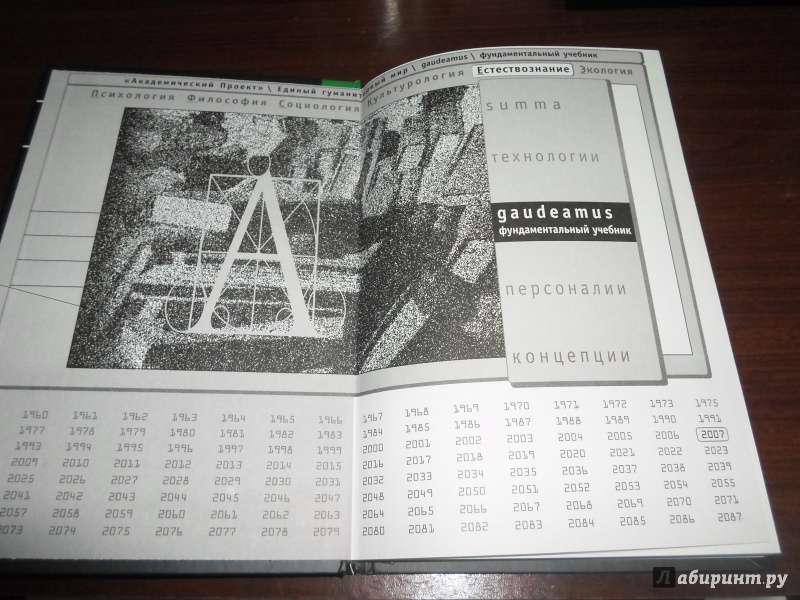 «Академический Проект» \ Единый гуманитарный мир \ gaudeamus \ фундаментальный учебник
Психология Философия Социология Культурология Естествознание Экология
summa
технологии
gaudeamus
фундаментальный учебник
персоналии
концепции
А
1960 1961 1962 1963 1964 1965 1966 1967 1968 1969 1970 1971 1972 1973 1975
1977 1978 1979 1980 1981 1982 1983 1984 1985 1986 1987 1988 1989 1990 1991
1993 1994 1995 1996 1997 1998 1999 2000 2001 2002 2003 2004 2005 2006 2007
2009 2010 2011 2012 2013 2014 2015 2016 2017 2018 2019 2020 2021 2022 2023
2025 2026 2027 2028 2029 2030 2031 2032 2033 2034 2035 2036 2037 2038 2039
2041 2042 2043 2044 2045 2046 2047 2048 2049 2050 2051 2052 2053 2054 2055
2057 2058 2059 2060 2061 2062 2063 2064 2065 2066 2067 2068 2069 2070 2071
2073 2074 2075 2076 2077 2078 2079 2080 2081 2082 2083 2084 2085 2086 2087
Лабиринт.ру